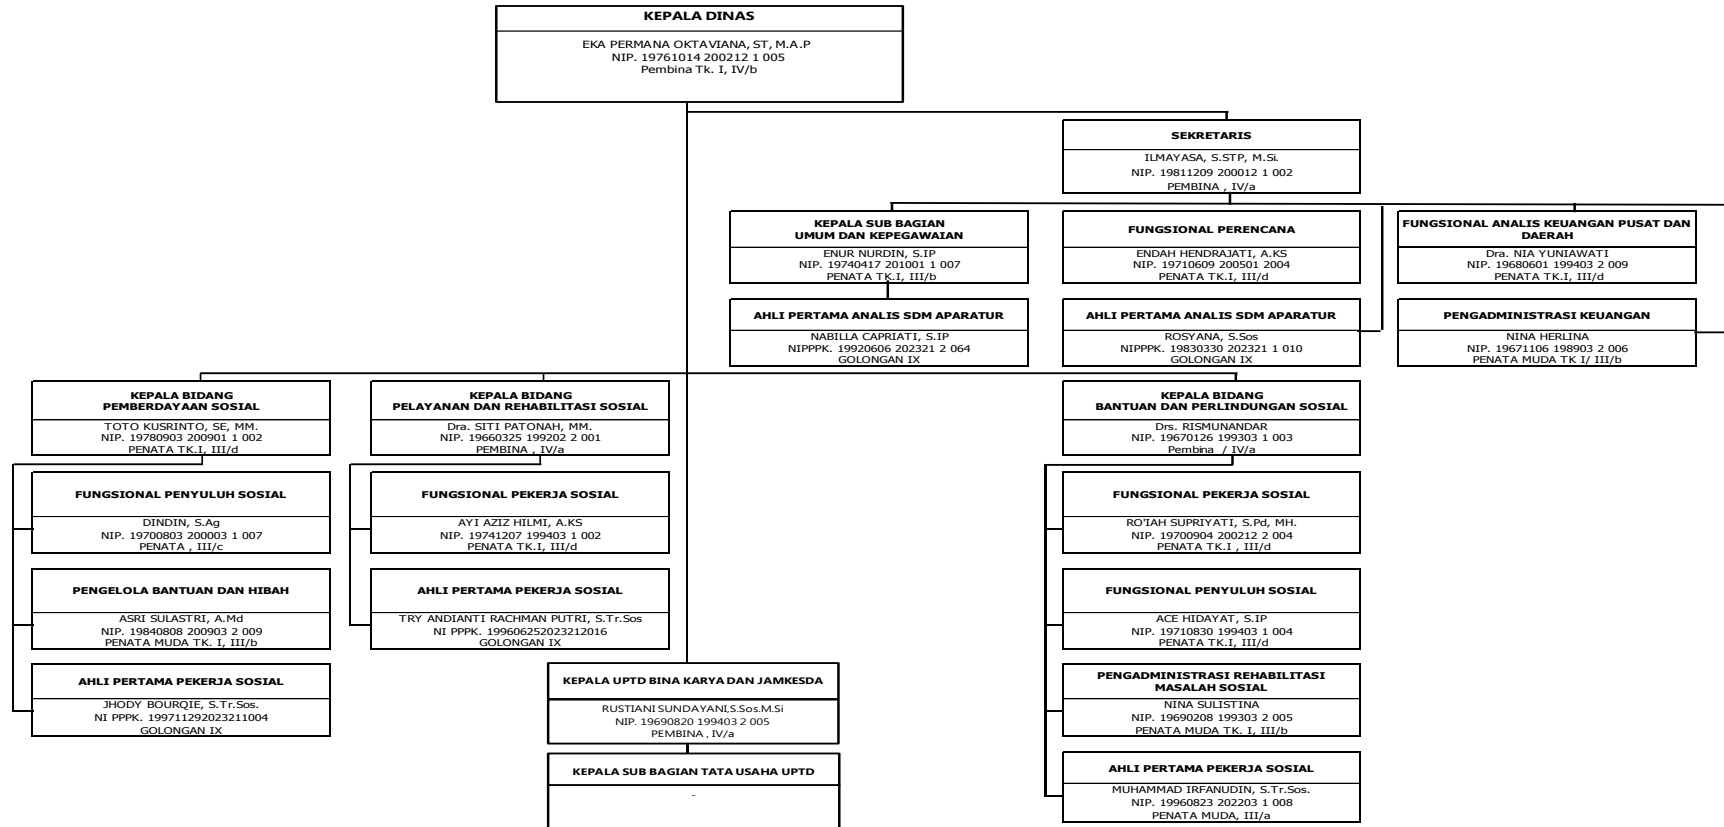 KEPALA DINAS
EKA PERMANA OKTAVIANA, ST, M.A.P
NIP. 19761014 200212 1 005
Pembina Tk. I, IV/b
SEKRETARIS
ILMAYASA, S.STP, M.Si.
NIP. 19811209 200012 1 002
PEMBINA , IV/a
KEPALA SUB BAGIAN
UMUM DAN KEPEGAWAIAN
ENUR NURDIN, S.IP
NIP. 19740417 201001 1 007
PENATA TK.I, III/b
FUNGSIONAL PERENCANA
ENDAH HENDRAJATI, A.KS
NIP. 19710609 200501 2004
PENATA TK.I, III/d
FUNGSIONAL ANALIS KEUANGAN PUSAT DAN
DAERAH
Dra. NIA YUNIAWATI
NIP. 19680601 199403 2 009
PENATA TK.I, III/d
AHLI PERTAMA ANALIS SDM APARATUR
NABILLA CAPRIATI, S.IP
NIPPPK. 19920606 202321 2 064
GOLONGAN IX
AHLI PERTAMA ANALIS SDM APARATUR
ROSYANA, S.Sos
NIPPPK. 19830330 202321 1 010
GOLONGAN IX
PENGADMINISTRASI KEUANGAN
NINA HERLINA
NIP. 19671106 198903 2 006
PENATA MUDA TK I/ III/b
KEPALA BIDANG
PEMBERDAYAAN SOSIAL
TOTO KUSRINTO, SE, MM.
NIP. 19780903 200901 1 002
PENATA TK.I, III/d
KEPALA BIDANG
PELAYANAN DAN REHABILITASI SOSIAL
Dra. SITI PATONAH, MM.
NIP. 19660325 199202 2 001
PEMBINA , IV/a
KEPALA BIDANG
BANTUAN DAN PERLINDUNGAN SOSIAL
Drs. RISMUNANDAR
NIP. 19670126 199303 1 003
Pembina / IV/a
FUNGSIONAL PENYULUH SOSIAL
DINDIN, S.Ag
NIP. 19700803 200003 1 007
PENATA , III/c
FUNGSIONAL PEKERJA SOSIAL
AYI AZIZ HILMI, A.KS
NIP. 19741207 199403 1 002
PENATA TK.I, III/d
FUNGSIONAL PEKERJA SOSIAL
RO'IAH SUPRIYATI, S.Pd, MH.
NIP. 19700904 200212 2 004
PENATA TK.I , III/d
PENGELOLA BANTUAN DAN HIBAH
ASRI SULASTRI, A.Md
NIP. 19840808 200903 2 009
PENATA MUDA TK. I, III/b
AHLI PERTAMA PEKERJA SOSIAL
TRY ANDIANTI RACHMAN PUTRI, S.Tr.Sos
NI PPPK. 199606252023212016
GOLONGAN IX
FUNGSIONAL PENYULUH SOSIAL
ACE HIDAYAT, S.IP
NIP. 19710830 199403 1 004
PENATA TK.I, III/d
AHLI PERTAMA PEKERJA SOSIAL
JHODY BOURQIE, S.Tr.Sos.
NI PPPK. 199711292023211004
GOLONGAN IX
KEPALA UPTD BINA KARYA DAN JAMKESDA
RUSTIANI SUNDAYANI,S.Sos.M.Si
NIP. 19690820 199403 2 005
PEMBINA , IV/a
PENGADMINISTRASI REHABILITASI
MASALAH SOSIAL
NINA SULISTINA
NIP. 19690208 199303 2 005
PENATA MUDA TK. I, III/b
KEPALA SUB BAGIAN TATA USAHA UPTD
-
AHLI PERTAMA PEKERJA SOSIAL
MUHAMMAD IRFANUDIN, S.Tr.Sos.
NIP. 19960823 202203 1 008
PENATA MUDA, III/a